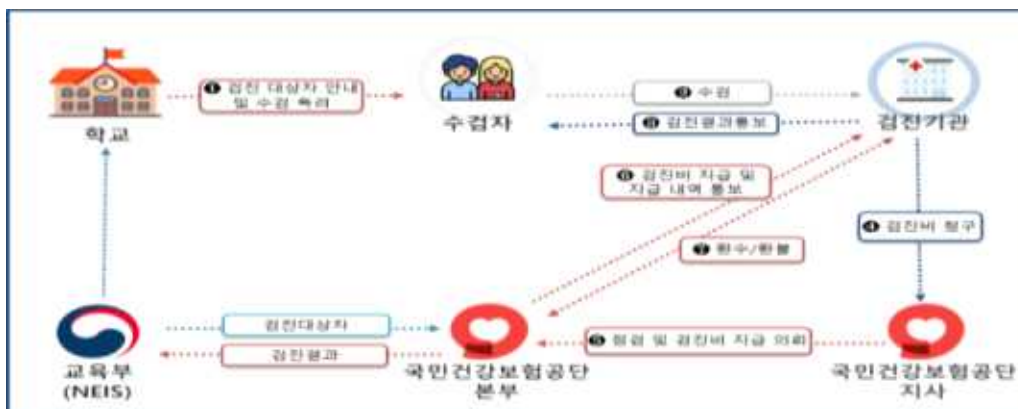 ❶ 검진 대상자 안내
및 수검 독려
학교
수검자
❷ 수검
❸ 검진결과통보
검진기관
❻ 검진비 지급 및
지급 내역 통보
❼ 환수/환불
❹ 검진비 청구
검진대상자
검진결과
❺ 점검 및 검진비 지급 의뢰
교육부
(NEIS)
국민건강보험공단
본부
국민건강보험공단
지사